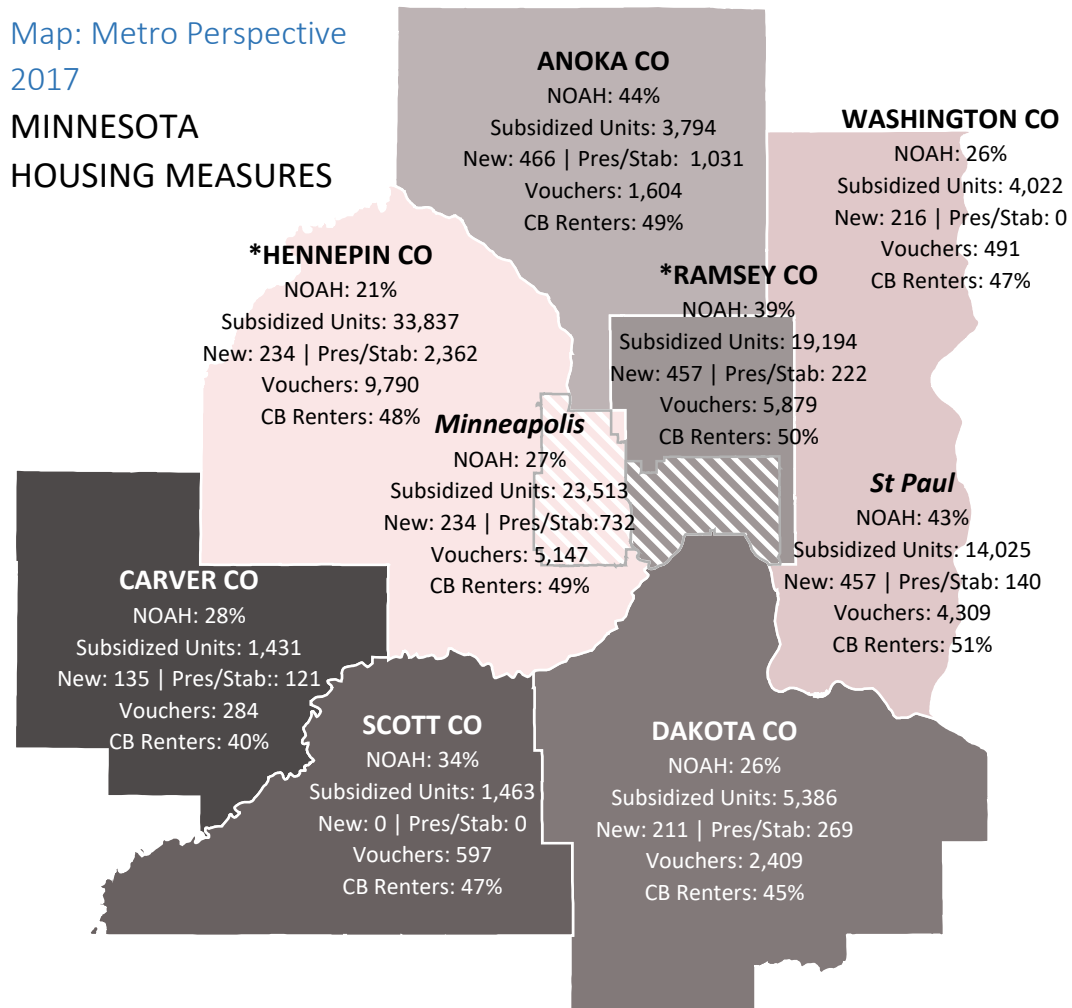 Map: Metro Perspective
2017
MINNESOTA
HOUSING MEASURES
ANOKA CO
NOAH: 44%
Subsidized Units: 3,794
New: 466 | Pres/Stab: 1,031
Vouchers: 1,604
CB Renters: 49%
WASHINGTON CO
NOAH: 26%
Subsidized Units: 4,022
New: 216 | Pres/Stab: 0
Vouchers: 491
CB Renters: 47%
*HENNEPIN CO
NOAH: 21%
Subsidized Units: 33,837
New: 234 | Pres/Stab: 2,362
Vouchers: 9,790
CB Renters: 48%
*RAMSEY CO
NOAH: 39%
Subsidized Units: 19,194
New: 457 | Pres/Stab: 222
Vouchers: 5,879
CB Renters: 50%
Minneapolis
NOAH: 27%
Subsidized Units: 23,513
New: 234 | Pres/Stab:732
Vouchers: 5,147
CB Renters: 49%
St Paul
NOAH: 43%
Subsidized Units: 14,025
New: 457 | Pres/Stab: 140
Vouchers: 4,309
CB Renters: 51%
CARVER CO
NOAH: 28%
Subsidized Units: 1,431
New: 135 | Pres/Stab:: 121
Vouchers: 284
CB Renters: 40%
SCOTT CO
NOAH: 34%
Subsidized Units: 1,463
New: 0 | Pres/Stab: 0
Vouchers: 597
CB Renters: 47%
DAKOTA CO
NOAH: 26%
Subsidized Units: 5,386
New: 211 | Pres/Stab: 269
Vouchers: 2,409
CB Renters: 45%